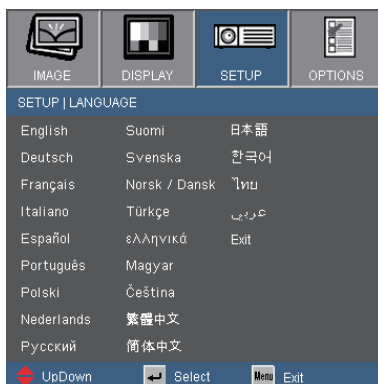 IMAGE DISPLAY SETUP OPTIONS
SETUP | LANGUAGE
English Suomi 日本語
Deutsch Svenska 한국어
Français Norsk / Dansk ไทย
Italiano Türkçe عربي
Español ελληνικά Exit
Português Magyar
Polski Čeština
Nederlands 繁體中文
Русский 简体中文
UpDown Select Menu Exit